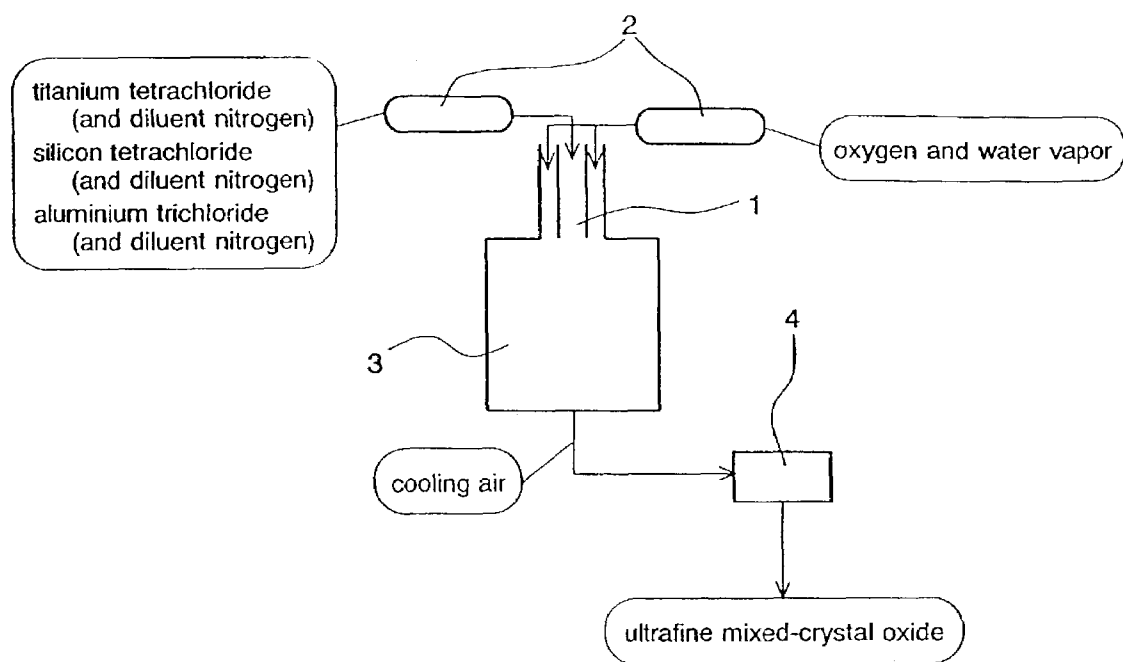 2
titanium tetrachloride
(and diluent nitrogen)
silicon tetrachloride
(and diluent nitrogen)
aluminium trichloride
(and diluent nitrogen)
oxygen and water vapor
1
3
4
cooling air
ultrafine mixed-crystal oxide